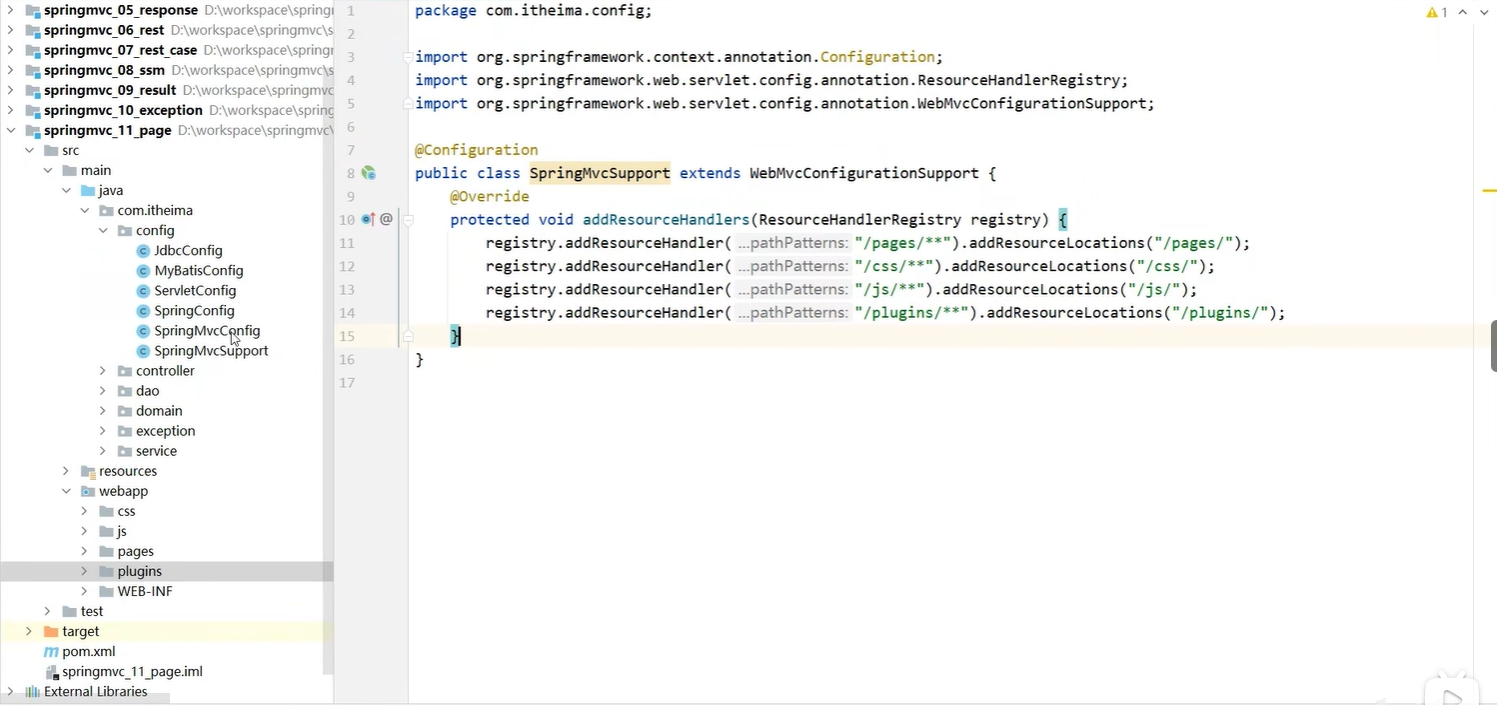 springmvc_05_response D:\workspace\spring
springmvc_06_rest D:\workspace\springmvc\s
springmvc_07_rest_case D:\workspace\spring
springmvc_08_ssm D:\workspace\springmvc\s
springmvc_09_result D:\workspace\springmvc
springmvc_10_exception D:\workspace\spring
springmvc_11_page D:\workspace\springmvc\
src
main
java
com.itheima
config
JdbcConfig
MyBatisConfig
ServletConfig
SpringConfig
SpringMvcConfig
SpringMvcSupport
controller
dao
domain
exception
service
resources
webapp
css
js
pages
plugins
WEB-INF
test
target
pom.xml
springmvc_11_page.iml
External Libraries
1 package com.itheima.config;
2
3 import org.springframework.context.annotation.Configuration;
4 import org.springframework.web.servlet.config.annotation.ResourceHandlerRegistry;
5 import org.springframework.web.servlet.config.annotation.WebMvcConfigurationSupport;
6
7 @Configuration
8 public class SpringMvcSupport extends WebMvcConfigurationSupport {
9 @Override
10 @ protected void addResourceHandlers(ResourceHandlerRegistry registry) {
11 registry.addResourceHandler( ...pathPatterns: "/pages/**").addResourceLocations("/pages/");
12 registry.addResourceHandler( ...pathPatterns: "/css/**").addResourceLocations("/css/");
13 registry.addResourceHandler( ...pathPatterns: "/js/**").addResourceLocations("/js/");
14 registry.addResourceHandler( ...pathPatterns: "/plugins/**").addResourceLocations("/plugins/");
15 }
16 }
17
1